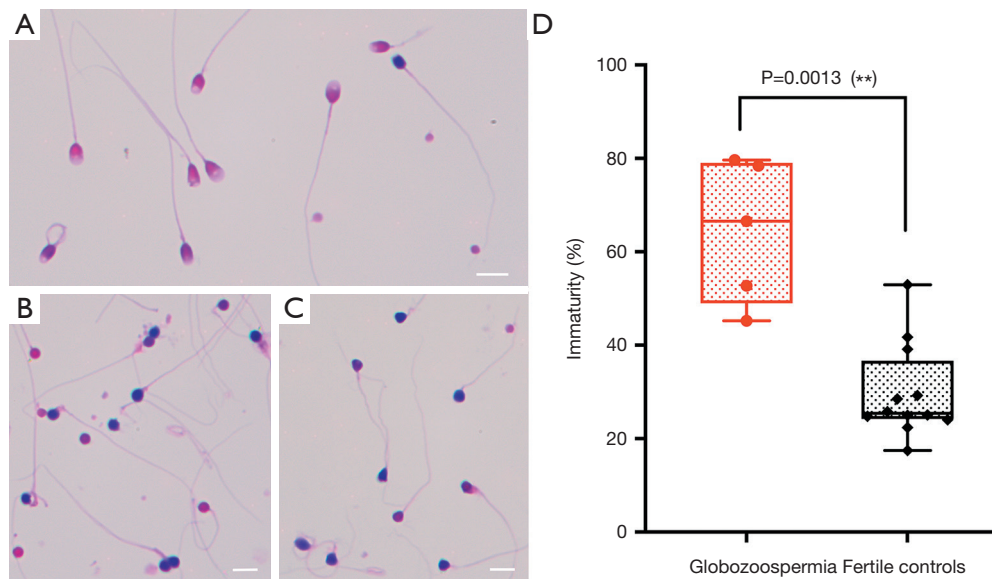 A
B
C
D
P=0.0013 (**)
Immaturity (%)
100
80
60
40
20
0
Globozoospermia Fertile controls